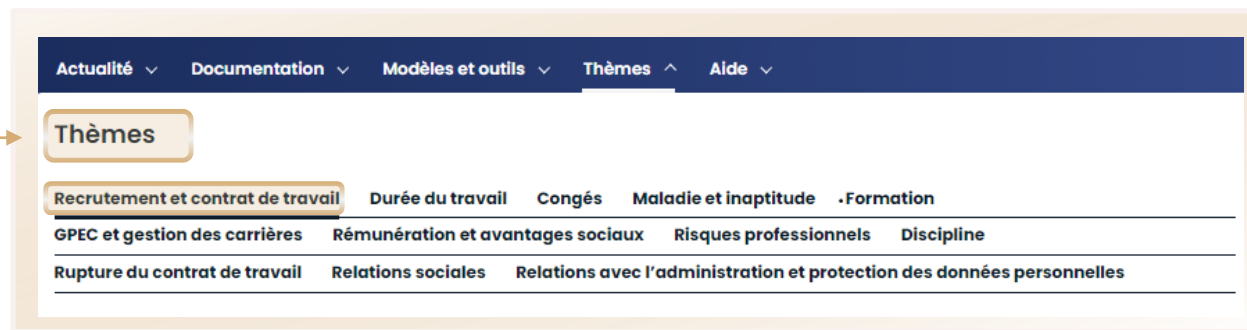 Actualité Documentation Modèles et outils Thèmes Aide
Thèmes
Recrutement et contrat de travail Durée du travail Congés Maladie et inaptitude .Formation
GPEC et gestion des carrières Rémunération et avantages sociaux Risques professionnels Discipline
Rupture du contrat de travail Relations sociales Relations avec l'administration et protection des données personnelles